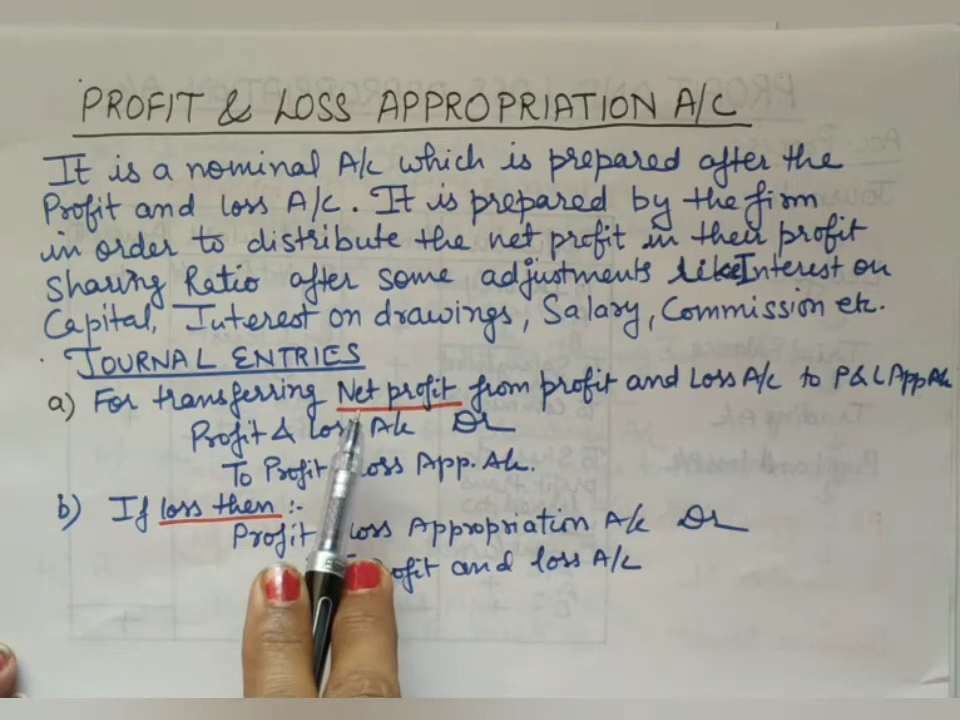 PROFIT & LOSS APPROPRIATION A/C
It is a nominal A/c which is prepared after the
Profit and loss A/c. It is prepared by the firm
in order to distribute the net profit in their profit
Sharing Ratio after some adjustments like Interest on
Capital, Interest on drawings, Salary, Commission etc.
JOURNAL ENTRIES
a) For transferring Net profit from profit and Loss A/c to P&L App A/c
Profit & loss A/c Dr
To Profit Loss App. A/c.
b) If loss then :-
Profit Loss Appropriation A/c Dr
and loss A/c